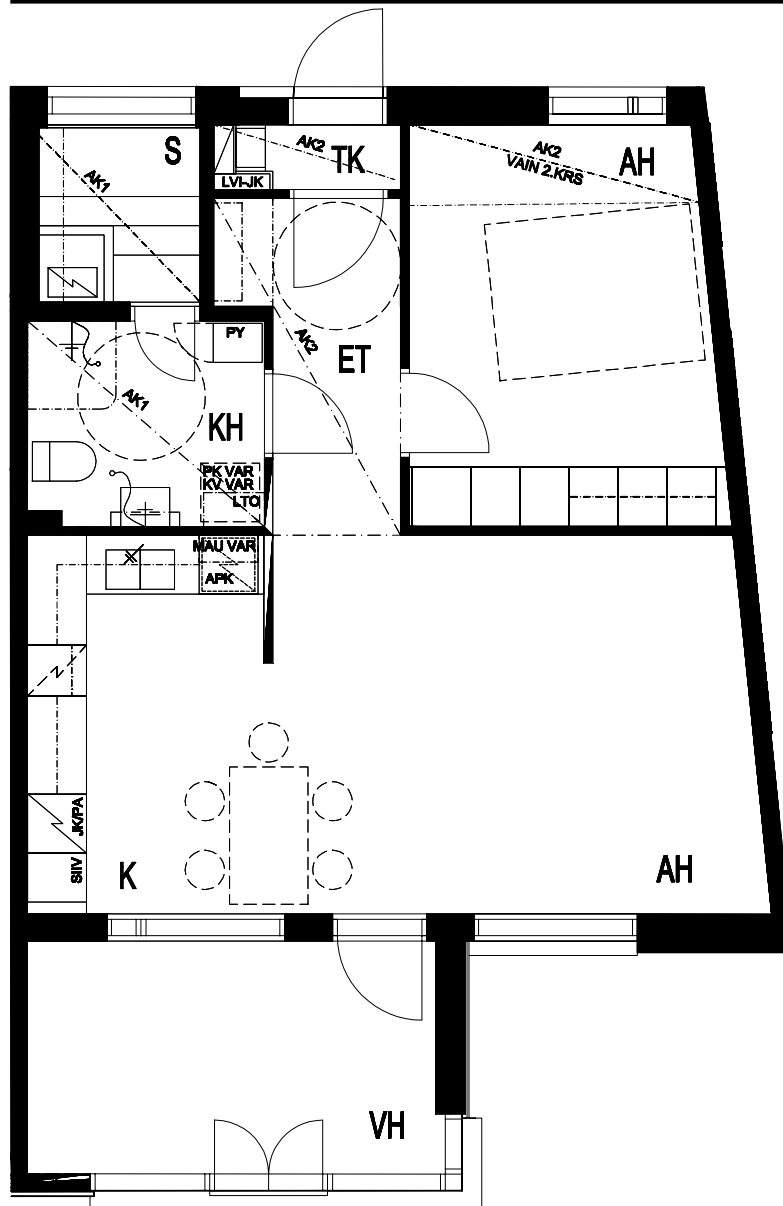 S
AK1
AK2
TK
LVI-JK
AK2
VAIN 2.KRS
AH
PY
AK2
ET
AK1
KH
PK VAR
KV VAR
LTO
MAU VAR
APK
JK/PA
SIIV
K
AH
VH